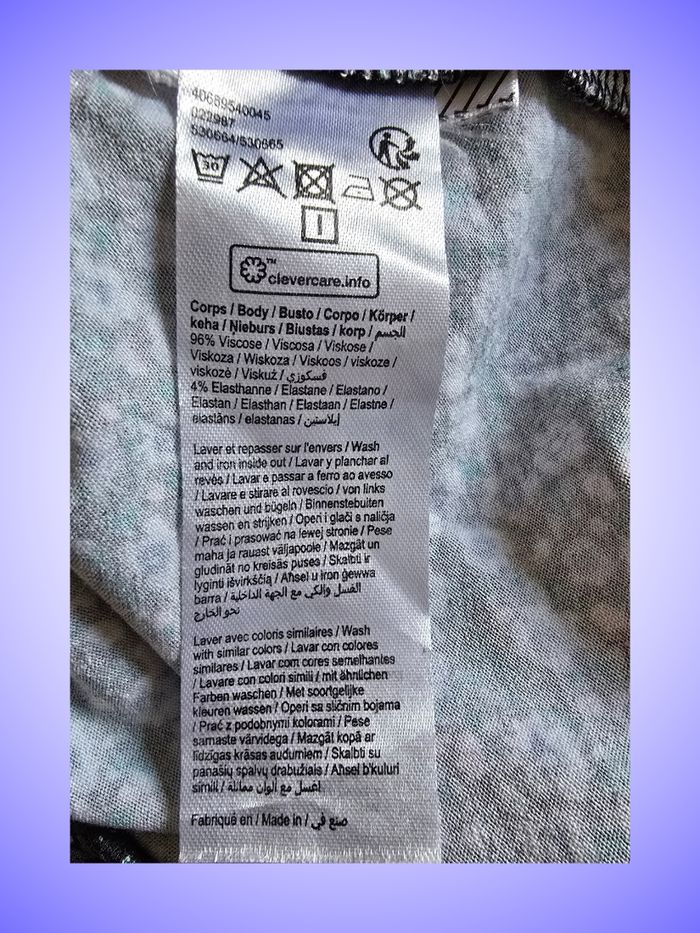 40689540045
022987
530664/530665
30
I
TM
clevercare.info
Corps / Body / Busto / Corpo / Körper /
keha / Ņieburs / Biustas / korp / الجسم
96% Viscose / Viscosa / Viskose /
Viskoza / Wiskoza / Viskoos / viskoze /
viskozė / Viskuż / فسكوزي
4% Elasthanne / Elastane / Elastano /
Elastan / Elasthan / Elastaan / Elastne /
elastāns / elastanas / إيلاستين
Laver et repasser sur l'envers / Wash
and iron inside out / Lavar y planchar al
revés / Lavar e passar a ferro ao avesso
/ Lavare e stirare al rovescio / von links
waschen und bügeln / Binnenstebuiten
wassen en strijken / Operi i glači s naličja
/ Prać i prasować na lewej stronie / Pese
maha ja rauast väljapoole / Mazgāt un
gludināt no kreisās puses / Skalbti ir
lyginti išvirkščią / Aħsel u iron ġewwa
barra / الغسل والكي مع الجهة الداخلية
نحو الخارج
Laver avec coloris similaires / Wash
with similar colors / Lavar con colores
similares / Lavar com cores semelhantes
/ Lavare con colori simili / mit ähnlichen
Farben waschen / Met soortgelijke
kleuren wassen / Operi sa sličnim bojama
/ Prać z podobnymi kolorami / Pese
samaste värvidega / Mazgāt kopā ar
līdzīgas krāsas audumiem / Skalbti su
panašių spalvų drabužiais / Aħsel b'kuluri
simili / اغسل مع ألوان مماثلة
Fabriqué en / Made in / صنع في